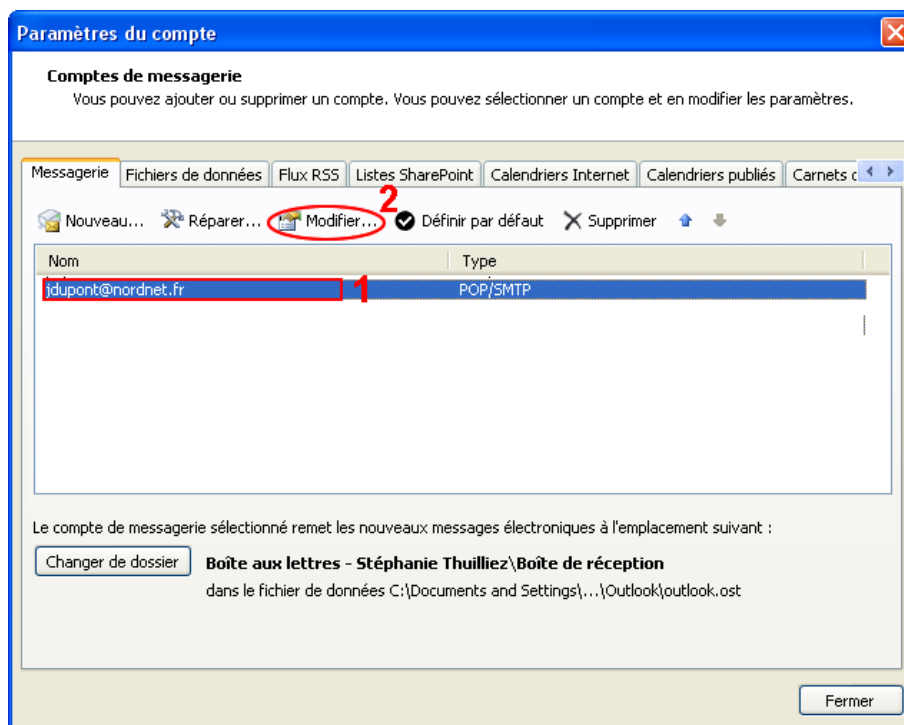 Paramètres du compte
Comptes de messagerie
Vous pouvez ajouter ou supprimer un compte. Vous pouvez sélectionner un compte et en modifier les paramètres.
Messagerie Fichiers de données Flux RSS Listes SharePoint Calendriers Internet Calendriers publiés Carnets
2
Nouveau... Réparer... Modifier... Définir par défaut Supprimer
Nom Type
jdupont@nordnet.fr 1 POP/SMTP
Le compte de messagerie sélectionné remet les nouveaux messages électroniques à l'emplacement suivant :
Changer de dossier Boîte aux lettres - Stéphanie Thuilliez\Boîte de réception
dans le fichier de données C:\Documents and Settings\...\Outlook\outlook.ost
Fermer